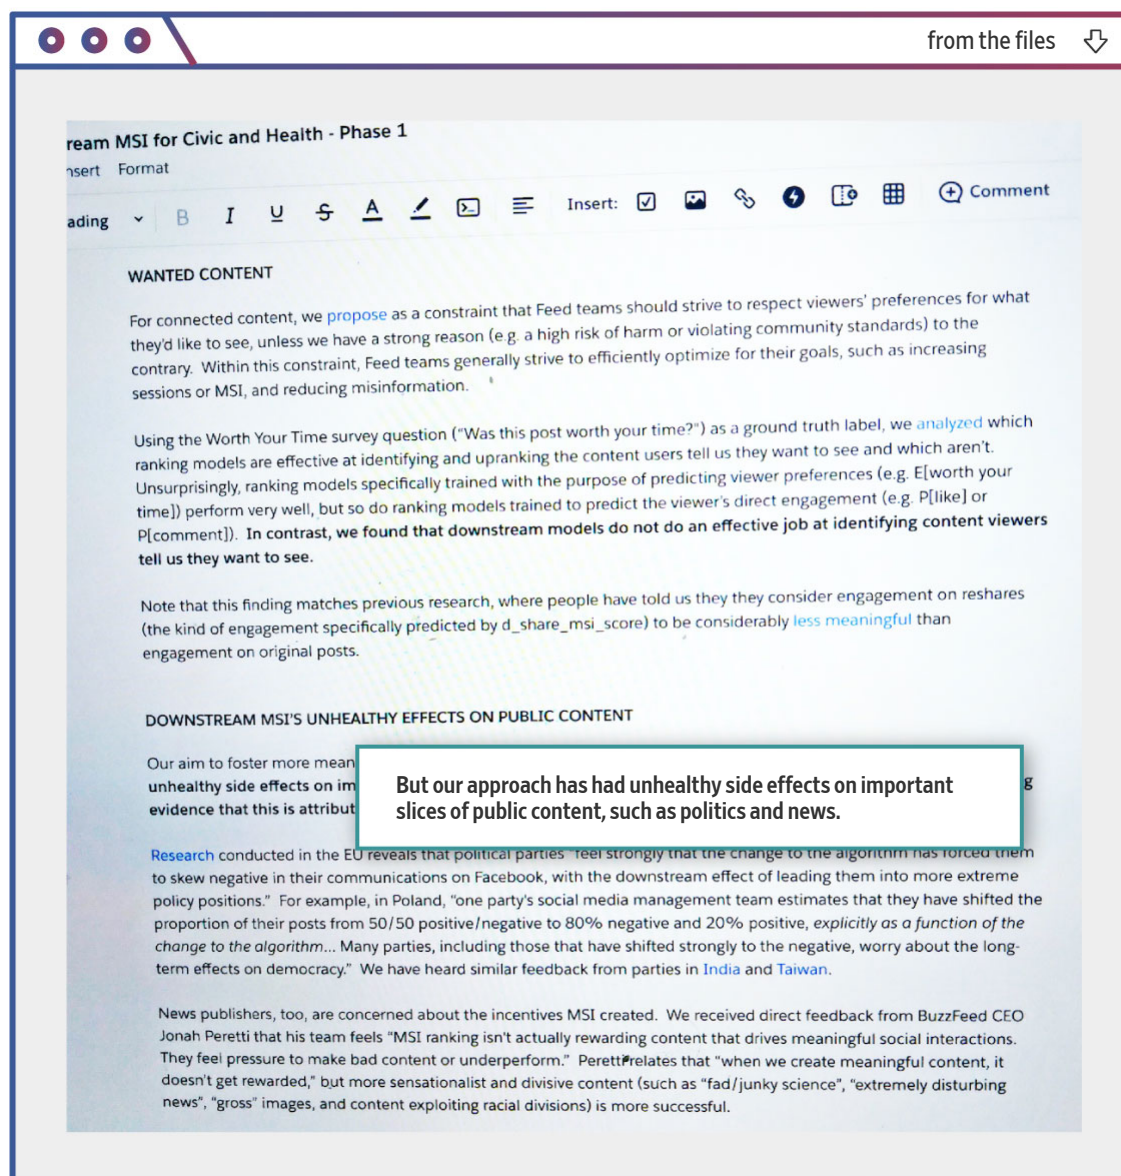 from the files
ream MSI for Civic and Health - Phase 1
nsert Format
ading B I U S A Insert: Comment
WANTED CONTENT
For connected content, we propose as a constraint that Feed teams should strive to respect viewers' preferences for what
they'd like to see, unless we have a strong reason (e.g. a high risk of harm or violating community standards) to the
contrary. Within this constraint, Feed teams generally strive to efficiently optimize for their goals, such as increasing
sessions or MSI, and reducing misinformation.
Using the Worth Your Time survey question ("Was this post worth your time?") as a ground truth label, we analyzed which
ranking models are effective at identifying and upranking the content users tell us they want to see and which aren't.
Unsurprisingly, ranking models specifically trained with the purpose of predicting viewer preferences (e.g. E[worth your
time]) perform very well, but so do ranking models trained to predict the viewer's direct engagement (e.g. P[like] or
P[comment]). In contrast, we found that downstream models do not do an effective job at identifying content viewers
tell us they want to see.
Note that this finding matches previous research, where people have told us they they consider engagement on reshares
(the kind of engagement specifically predicted by d_share_msi_score) to be considerably less meaningful than
engagement on original posts.
DOWNSTREAM MSI'S UNHEALTHY EFFECTS ON PUBLIC CONTENT
Our aim to foster more mean
unhealthy side effects on im g
evidence that this is attribut
But our approach has had unhealthy side effects on important
slices of public content, such as politics and news.
Research conducted in the EU reveals that political parties "feel strongly that the change to the algorithm has forced them
to skew negative in their communications on Facebook, with the downstream effect of leading them into more extreme
policy positions." For example, in Poland, "one party's social media management team estimates that they have shifted the
proportion of their posts from 50/50 positive/negative to 80% negative and 20% positive, explicitly as a function of the
change to the algorithm... Many parties, including those that have shifted strongly to the negative, worry about the long-
term effects on democracy." We have heard similar feedback from parties in India and Taiwan.
News publishers, too, are concerned about the incentives MSI created. We received direct feedback from BuzzFeed CEO
Jonah Peretti that his team feels "MSI ranking isn't actually rewarding content that drives meaningful social interactions.
They feel pressure to make bad content or underperform." Peretti relates that "when we create meaningful content, it
doesn't get rewarded," but more sensationalist and divisive content (such as "fad/junky science", "extremely disturbing
news", "gross" images, and content exploiting racial divisions) is more successful.